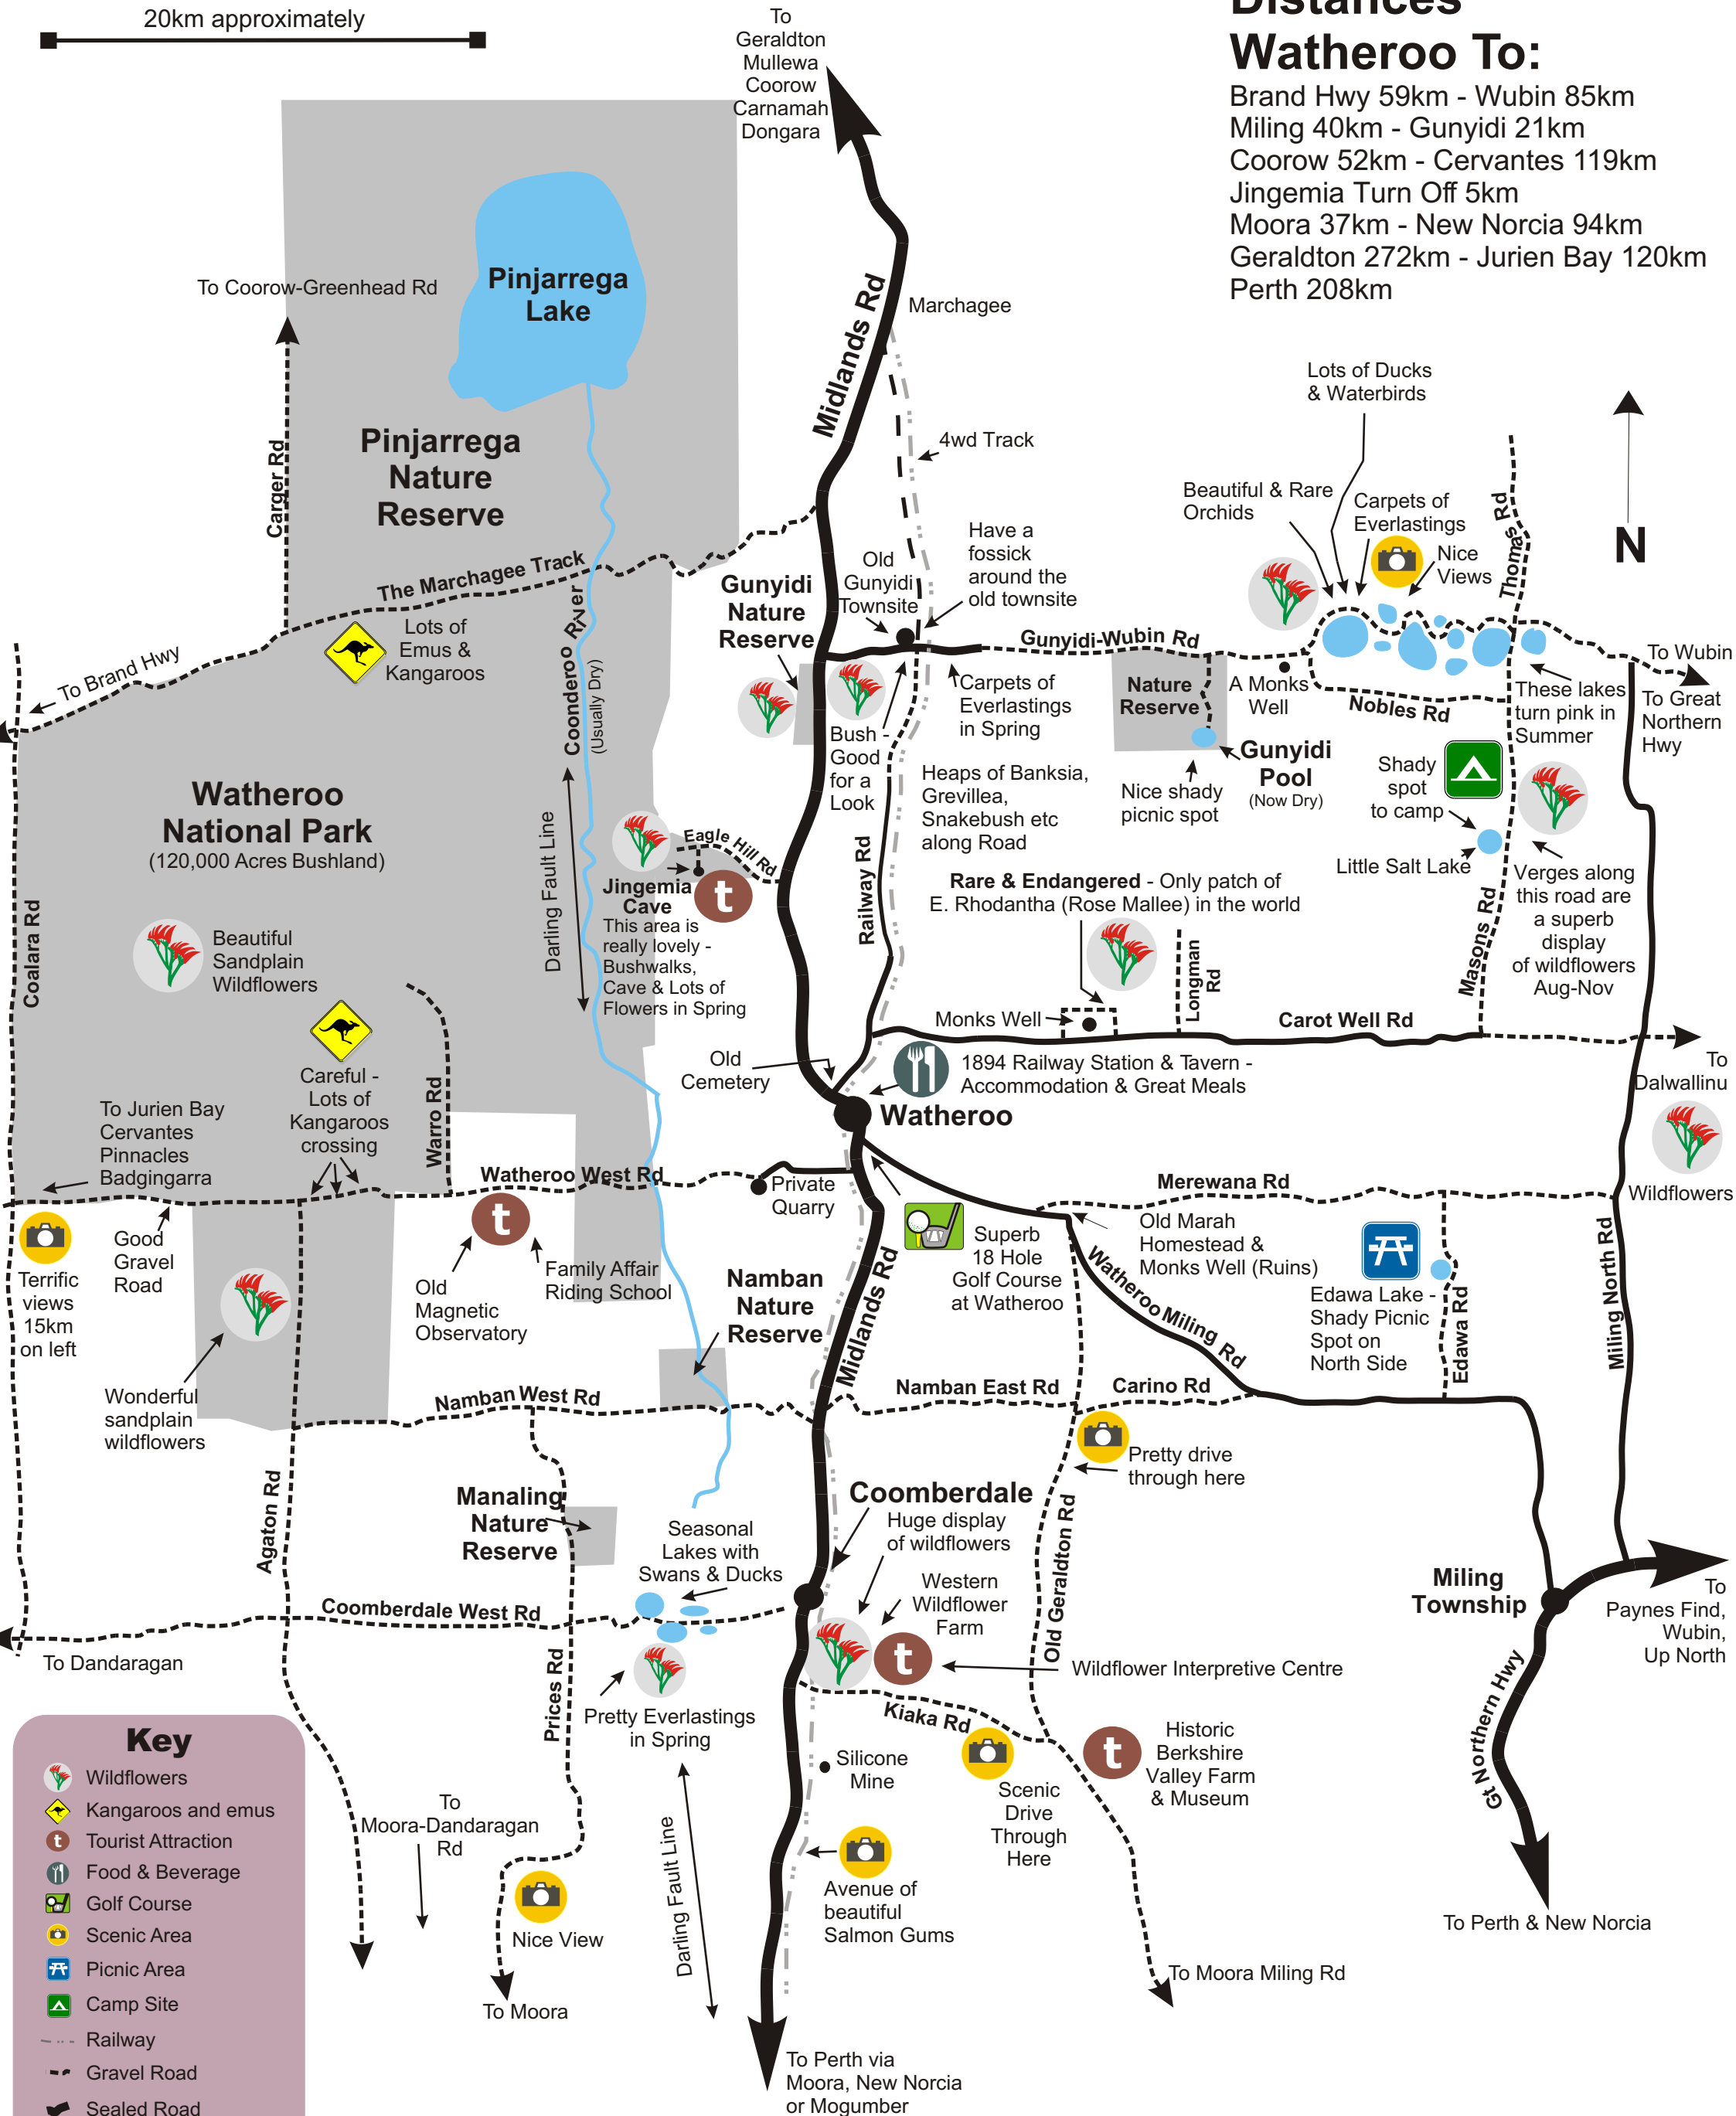 20km approximately
To
Geraldton
Mullewa
Coorow
Carnamah
Dongara
Distances
Watheroo To:
Brand Hwy 59km - Wubin 85km
Miling 40km - Gunyidi 21km
Coorow 52km - Cervantes 119km
Jingemia Turn Off 5km
Moora 37km - New Norcia 94km
Geraldton 272km - Jurien Bay 120km
Perth 208km
To Coorow-Greenhead Rd
Pinjarrega
Lake
Midlands Rd
Marchagee
Pinjarrega
Nature
Reserve
Carger Rd
4wd Track
Lots of Ducks
& Waterbirds
Beautiful & Rare
Orchids
Carpets of
Everlastings
Nice
Views
Thomas Rd
N
The Marchagee Track
Have a
fossick
around the
old townsite
Old
Gunyidi
Townsite
Gunyidi
Nature
Reserve
Lots of
Emus &
Kangaroos
Coonderoo River
(Usually Dry)
To Brand Hwy
Gunyidi-Wubin Rd
To Wubin
To Great
Northern
Hwy
These lakes
turn pink in
Summer
Nobles Rd
A Monks
Well
Nature
Reserve
Carpets of
Everlastings
in Spring
Bush -
Good
for a
Look
Gunyidi
Pool
(Now Dry)
Nice shady
picnic spot
Heaps of Banksia,
Grevillea,
Snakebush etc
along Road
Shady
spot
to camp
Little Salt Lake
Verges along
this road are
a superb
display
of wildflowers
Aug-Nov
Masons Rd
Watheroo
National Park
(120,000 Acres Bushland)
Darling Fault Line
Eagle Hill Rd
Jingemia
Cave
t
This area is
really lovely -
Bushwalks,
Cave & Lots of
Flowers in Spring
Railway Rd
Rare & Endangered - Only patch of
E. Rhodantha (Rose Mallee) in the world
Longman
Rd
Monks Well
Carot Well Rd
To
Dalwallinu
Wildflowers
Coalara Rd
Beautiful
Sandplain
Wildflowers
Careful -
Lots of
Kangaroos
crossing
Warro Rd
Old
Cemetery
1894 Railway Station & Tavern -
Accommodation & Great Meals
Watheroo
To Jurien Bay
Cervantes
Pinnacles
Badgingarra
Watheroo West Rd
Private
Quarry
Merewana Rd
Terrific
views
15km
on left
Good
Gravel
Road
t
Old
Magnetic
Observatory
Family Affair
Riding School
Namban
Nature
Reserve
Midlands Rd
Superb
18 Hole
Golf Course
at Watheroo
Old Marah
Homestead &
Monks Well (Ruins)
Watheroo Miling Rd
Edawa Lake -
Shady Picnic
Spot on
North Side
Edawa Rd
Miling North Rd
Wonderful
sandplain
wildflowers
Namban West Rd
Namban East Rd
Carino Rd
Pretty drive
through here
Agaton Rd
Manaling
Nature
Reserve
Seasonal
Lakes with
Swans & Ducks
Coomberdale
Huge display
of wildflowers
Western
Wildflower
Farm
t
Wildflower Interpretive Centre
Old Geraldton Rd
Miling
Township
To
Paynes Find,
Wubin,
Up North
Coomberdale West Rd
To Dandaragan
Prices Rd
Pretty Everlastings
in Spring
Kiaka Rd
Silicone
Mine
Scenic
Drive
Through
Here
t
Historic
Berkshire
Valley Farm
& Museum
Gt Northern Hwy
To Perth & New Norcia
To
Moora-Dandaragan
Rd
Nice View
To Moora
Darling Fault Line
Avenue of
beautiful
Salmon Gums
To Moora Miling Rd
To Perth via
Moora, New Norcia
or Mogumber
Key
Wildflowers
Kangaroos and emus
t Tourist Attraction
Food & Beverage
Golf Course
Scenic Area
Picnic Area
Camp Site
Railway
Gravel Road
Sealed Road